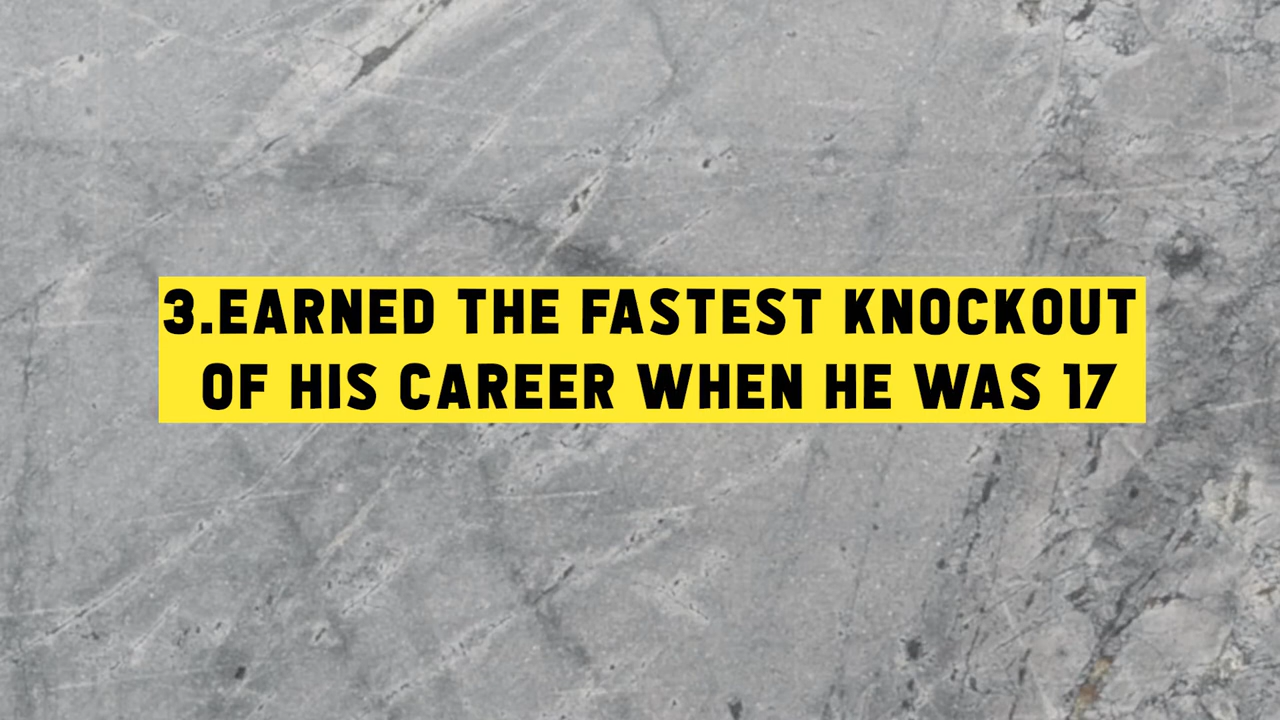 3.EARNED THE FASTEST KNOCKOUT
OF HIS CAREER WHEN HE WAS 17